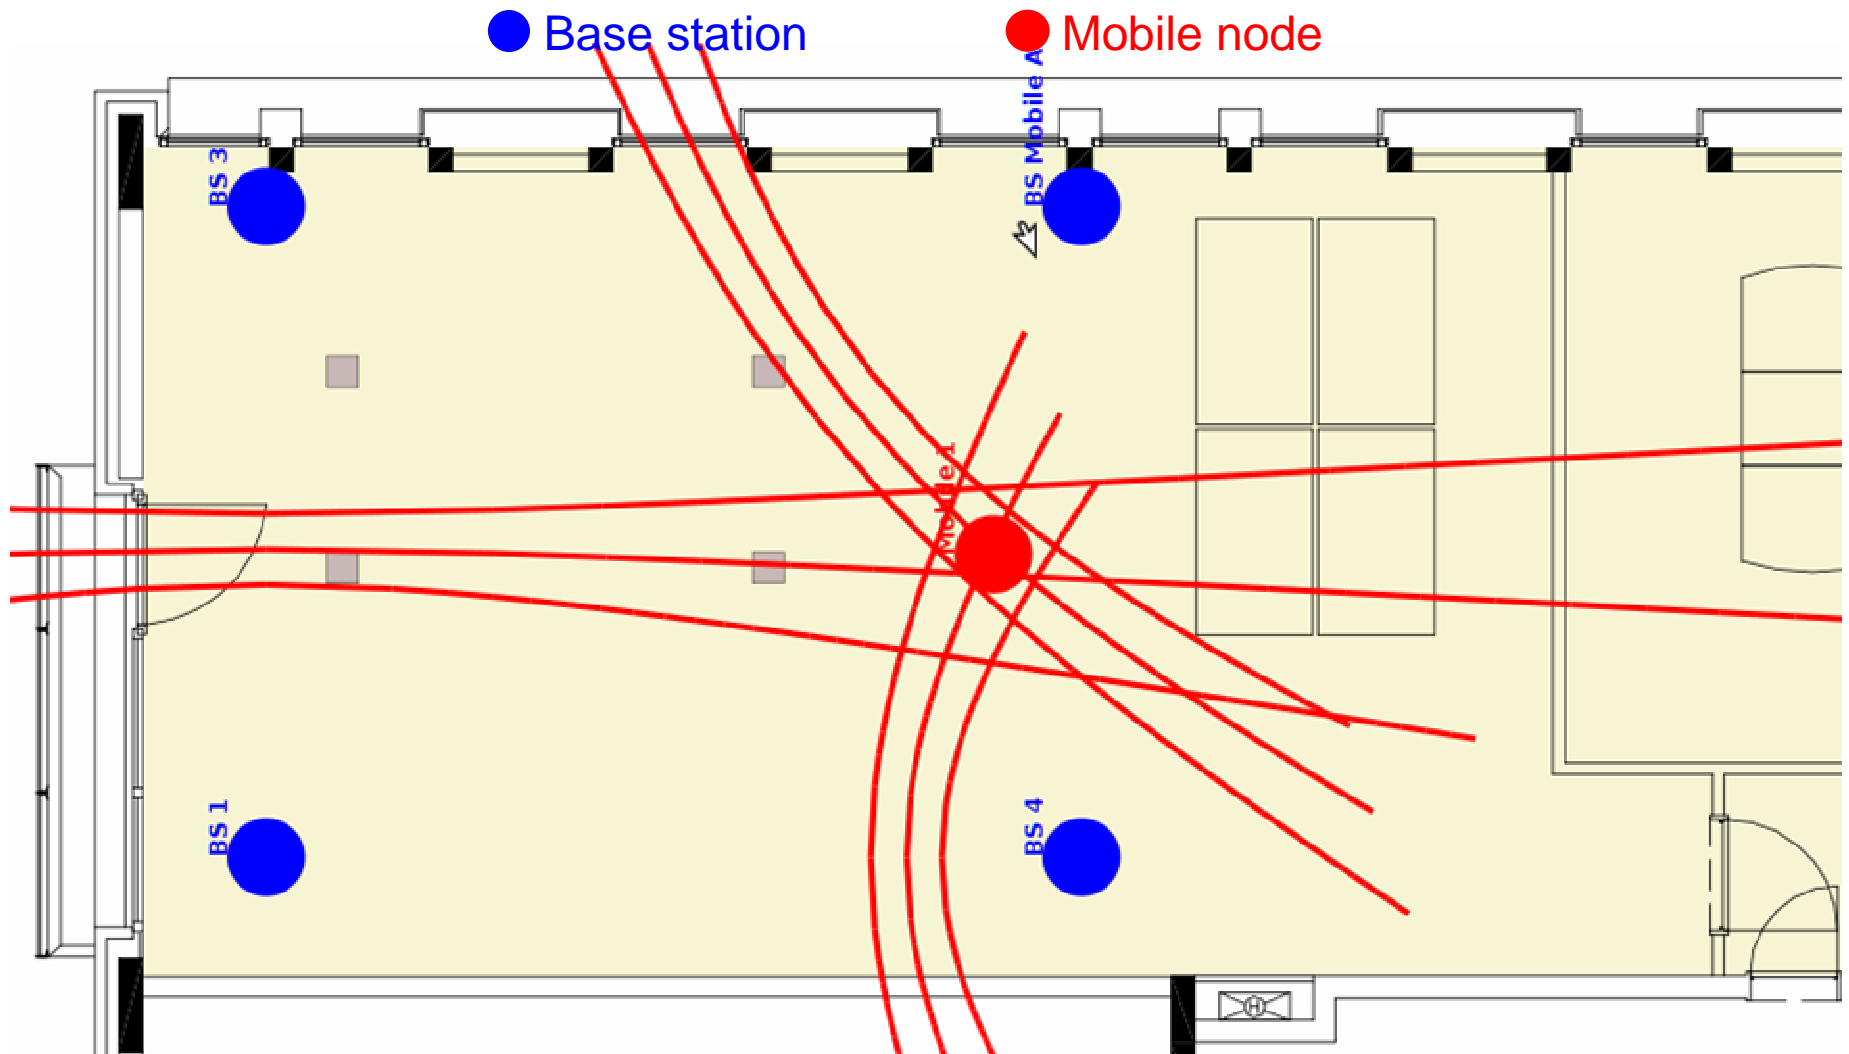 Base station
Mobile node
BS 3
BS Mobile A
Mobile 1
BS 1
BS 4
H